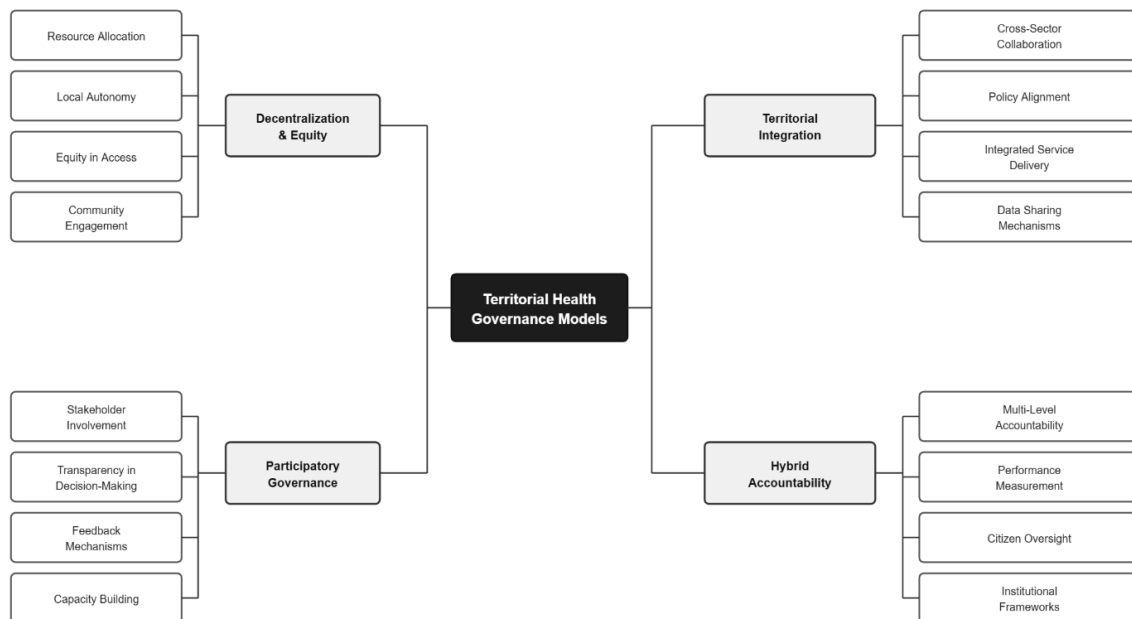 Territorial Health
Governance Models
Decentralization
& Equity
Resource Allocation
Local Autonomy
Equity in Access
Community
Engagement
Participatory
Governance
Stakeholder
Involvement
Transparency in
Decision-Making
Feedback
Mechanisms
Capacity Building
Territorial
Integration
Cross-Sector
Collaboration
Policy Alignment
Integrated Service
Delivery
Data Sharing
Mechanisms
Hybrid
Accountability
Multi-Level
Accountability
Performance
Measurement
Citizen Oversight
Institutional
Frameworks